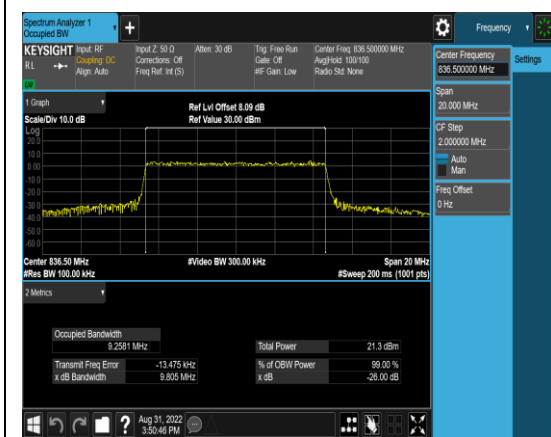 Spectrum Analyzer 1
Occupied BW
Frequency
KEYSIGHT
Input: RF
Input Z: 50 Ω
Atten: 30 dB
Trig: Free Run
Center Freq: 836.500000 MHz
RL
Coupling: DC
Corrections: Off
Gate: Off
Avg|Hold: 100/100
Align: Auto
Freq Ref: Int (S)
#IF Gain: Low
Radio Std: None
1 Graph
Ref Lvl Offset 8.09 dB
Scale/Div 10.0 dB
Ref Value 30.00 dBm
Log
20.0
10.0
0.00
-10.0
-20.0
-30.0
-40.0
-50.0
-60.0
Center 836.50 MHz
#Video BW 300.00 kHz
Span 20 MHz
#Res BW 100.00 kHz
#Sweep 200 ms (1001 pts)
2 Metrics
Occupied Bandwidth
9.2581 MHz
Total Power
21.3 dBm
Transmit Freq Error
-13.475 kHz
% of OBW Power
99.00 %
x dB Bandwidth
9.805 MHz
x dB
-26.00 dB
Center Frequency
836.500000 MHz
Settings
Span
20.000 MHz
CF Step
2.000000 MHz
Auto
Man
Freq Offset
0 Hz
?
Aug 31, 2022
3:50:46 PM